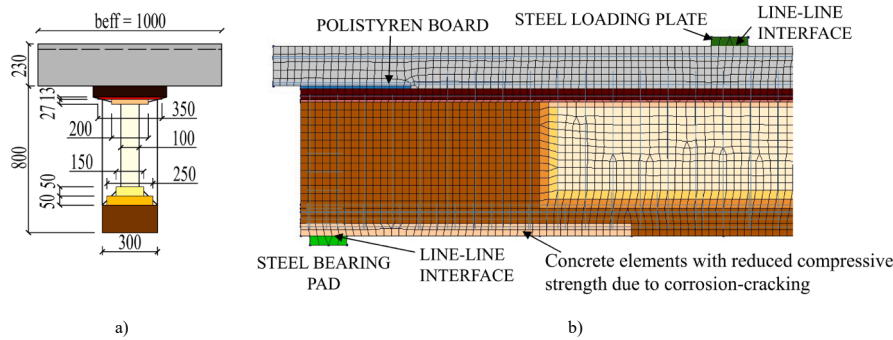 beff = 1000
230
13
27
350
200
100
800
150
50
250
50
300
a)
POLISTYREN BOARD
STEEL LOADING PLATE
LINE-LINE
INTERFACE
STEEL BEARING
PAD
LINE-LINE
INTERFACE
Concrete elements with reduced compressive
strength due to corrosion-cracking
b)